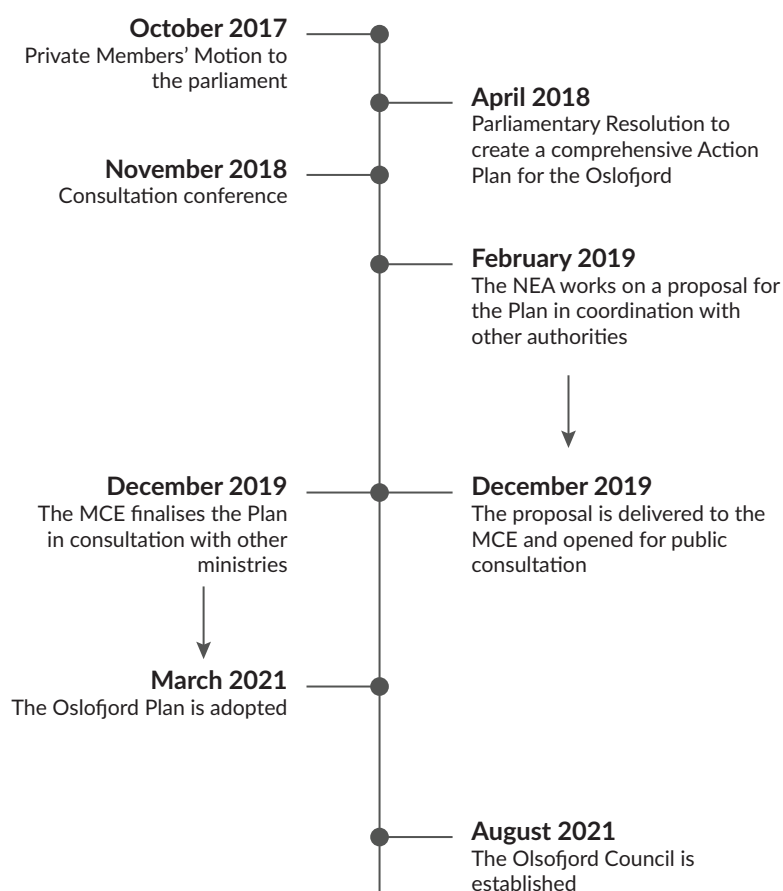 October 2017
Private Members’ Motion to
the parliament
April 2018
Parliamentary Resolution to
create a comprehensive Action
Plan for the Oslofjord
November 2018
Consultation conference
February 2019
The NEA works on a proposal for
the Plan in coordination with
other authorities
December 2019
The MCE finalises the Plan
in consultation with other
ministries
December 2019
The proposal is delivered to the
MCE and opened for public
consultation
March 2021
The Oslofjord Plan is adopted
August 2021
The Olsofjord Council is
established